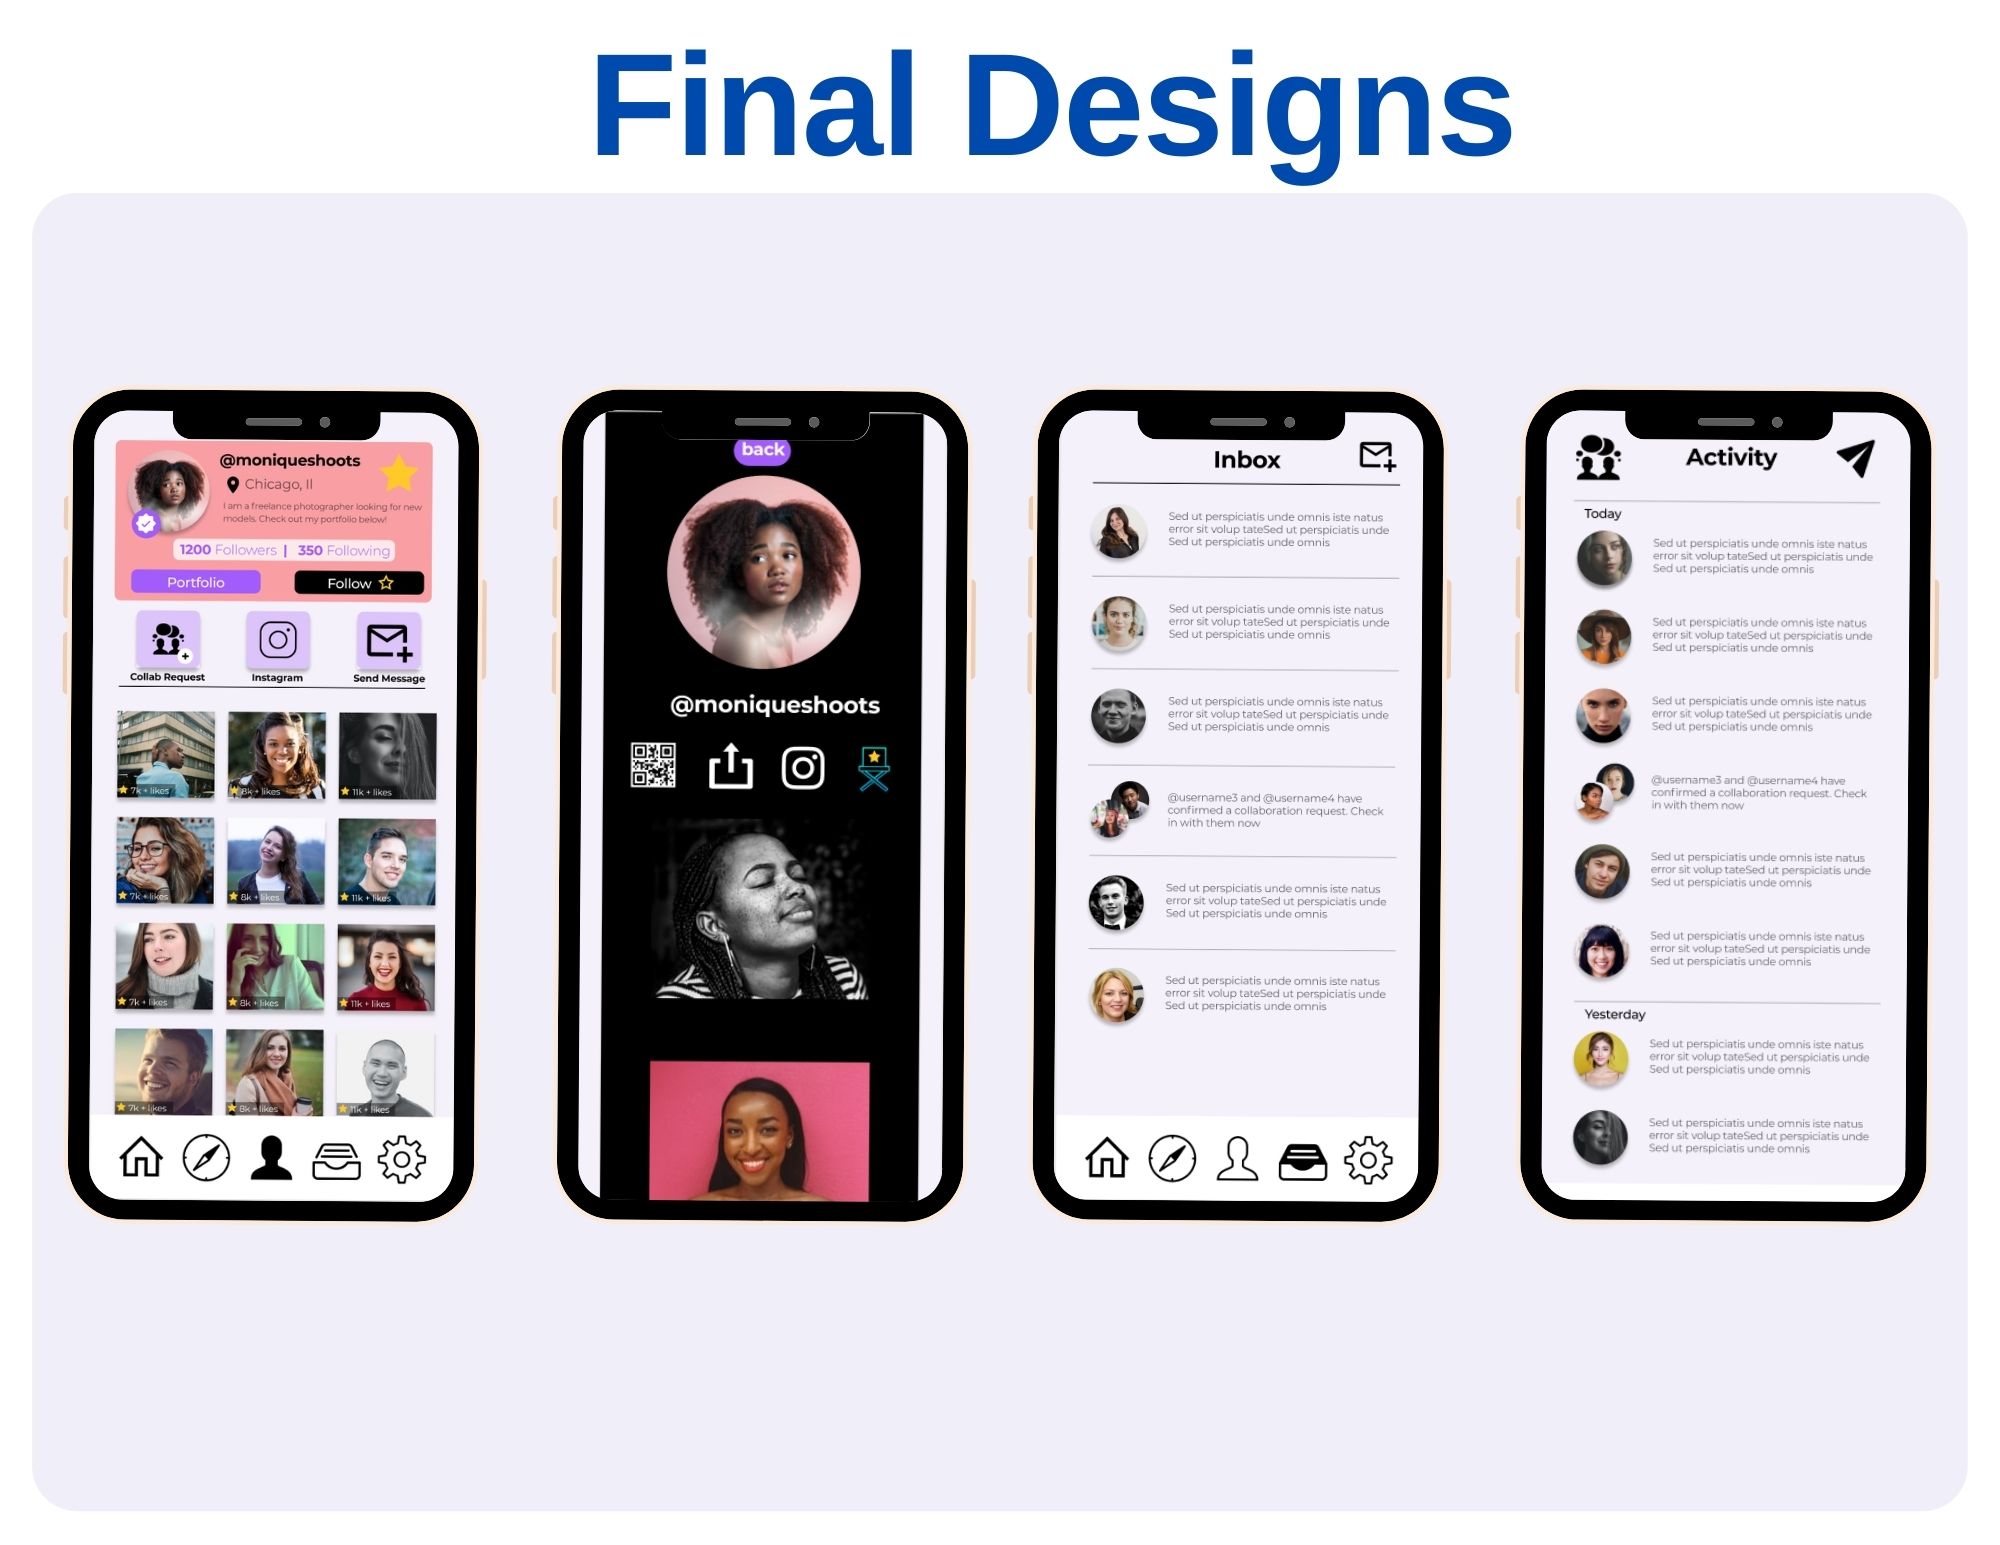 Final Designs
@moniqueshoots
Chicago, Il
I am a freelance photographer looking for new
models. Check out my portfolio below!
1200 Followers | 350 Following
Portfolio
Follow
Collab Request
Instagram
Send Message
7k + likes
8k + likes
11k + likes
7k + likes
8k + likes
11k + likes
7k + likes
8k + likes
11k + likes
7k + likes
8k + likes
11k + likes
back
@moniqueshoots
Inbox
Sed ut perspiciatis unde omnis iste natus
error sit volup tateSed ut perspiciatis unde
Sed ut perspiciatis unde omnis
Sed ut perspiciatis unde omnis iste natus
error sit volup tateSed ut perspiciatis unde
Sed ut perspiciatis unde omnis
Sed ut perspiciatis unde omnis iste natus
error sit volup tateSed ut perspiciatis unde
Sed ut perspiciatis unde omnis
@username3 and @username4 have
confirmed a collaboration request. Check
in with them now
Sed ut perspiciatis unde omnis iste natus
error sit volup tateSed ut perspiciatis unde
Sed ut perspiciatis unde omnis
Sed ut perspiciatis unde omnis iste natus
error sit volup tateSed ut perspiciatis unde
Sed ut perspiciatis unde omnis
Activity
Today
Sed ut perspiciatis unde omnis iste natus
error sit volup tateSed ut perspiciatis unde
Sed ut perspiciatis unde omnis
Sed ut perspiciatis unde omnis iste natus
error sit volup tateSed ut perspiciatis unde
Sed ut perspiciatis unde omnis
Sed ut perspiciatis unde omnis iste natus
error sit volup tateSed ut perspiciatis unde
Sed ut perspiciatis unde omnis
@username3 and @username4 have
confirmed a collaboration request. Check
in with them now
Sed ut perspiciatis unde omnis iste natus
error sit volup tateSed ut perspiciatis unde
Sed ut perspiciatis unde omnis
Sed ut perspiciatis unde omnis iste natus
error sit volup tateSed ut perspiciatis unde
Sed ut perspiciatis unde omnis
Yesterday
Sed ut perspiciatis unde omnis iste natus
error sit volup tateSed ut perspiciatis unde
Sed ut perspiciatis unde omnis
Sed ut perspiciatis unde omnis iste natus
error sit volup tateSed ut perspiciatis unde
Sed ut perspiciatis unde omnis